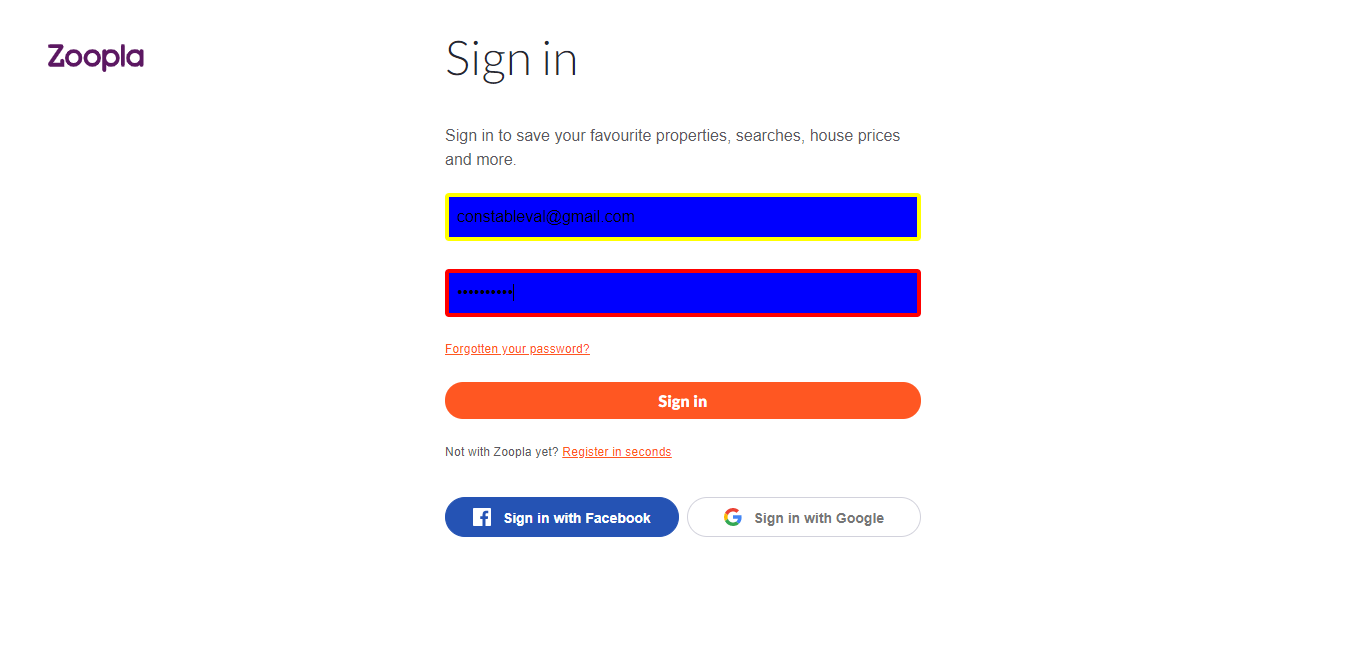 Zoopla
Sign in
Sign in to save your favourite properties, searches, house prices
and more.
constableval@gmail.com
••••••••••
Forgotten your password?
Sign in
Not with Zoopla yet? Register in seconds
Sign in with Facebook
Sign in with Google